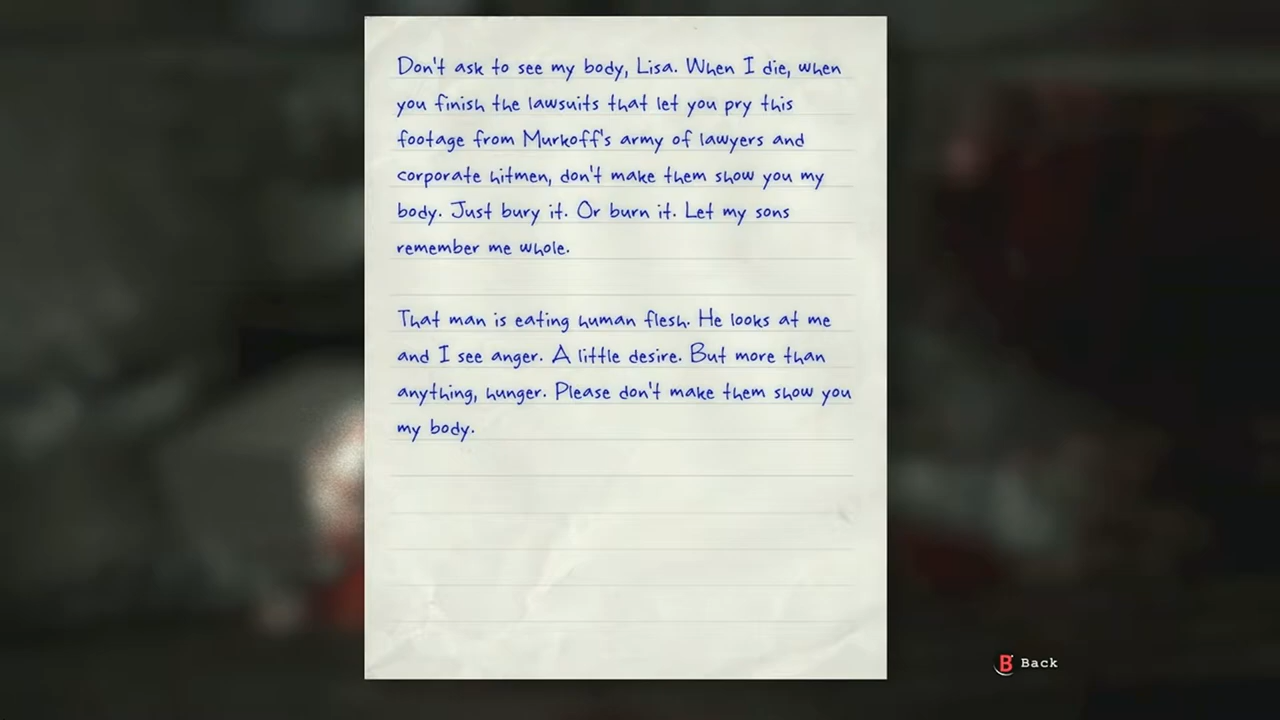 Don't ask to see my body, Lisa. When I die, when
you finish the lawsuits that let you pry this
footage from Murkoff's army of lawyers and
corporate hitmen, don't make them show you my
body. Just bury it. Or burn it. Let my sons
remember me whole.
That man is eating human flesh. He looks at me
and I see anger. A little desire. But more than
anything, hunger. Please don't make them show you
my body.
B Back